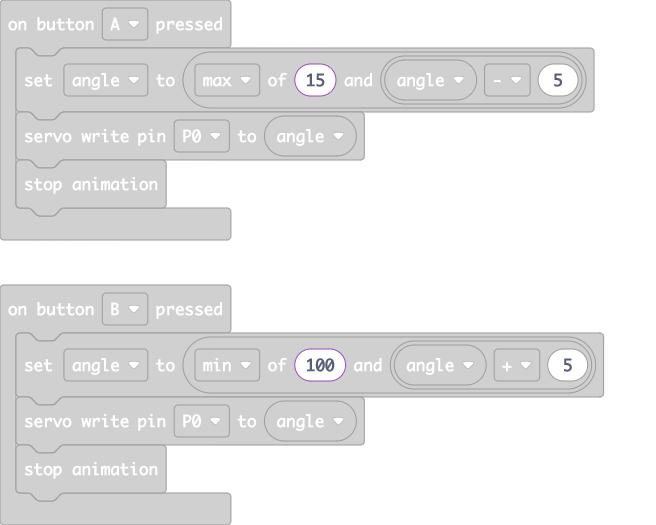 on button A pressed
set angle to max of 15 and angle - 5
servo write pin P0 to angle
stop animation
on button B pressed
set angle to min of 100 and angle + 5
servo write pin P0 to angle
stop animation